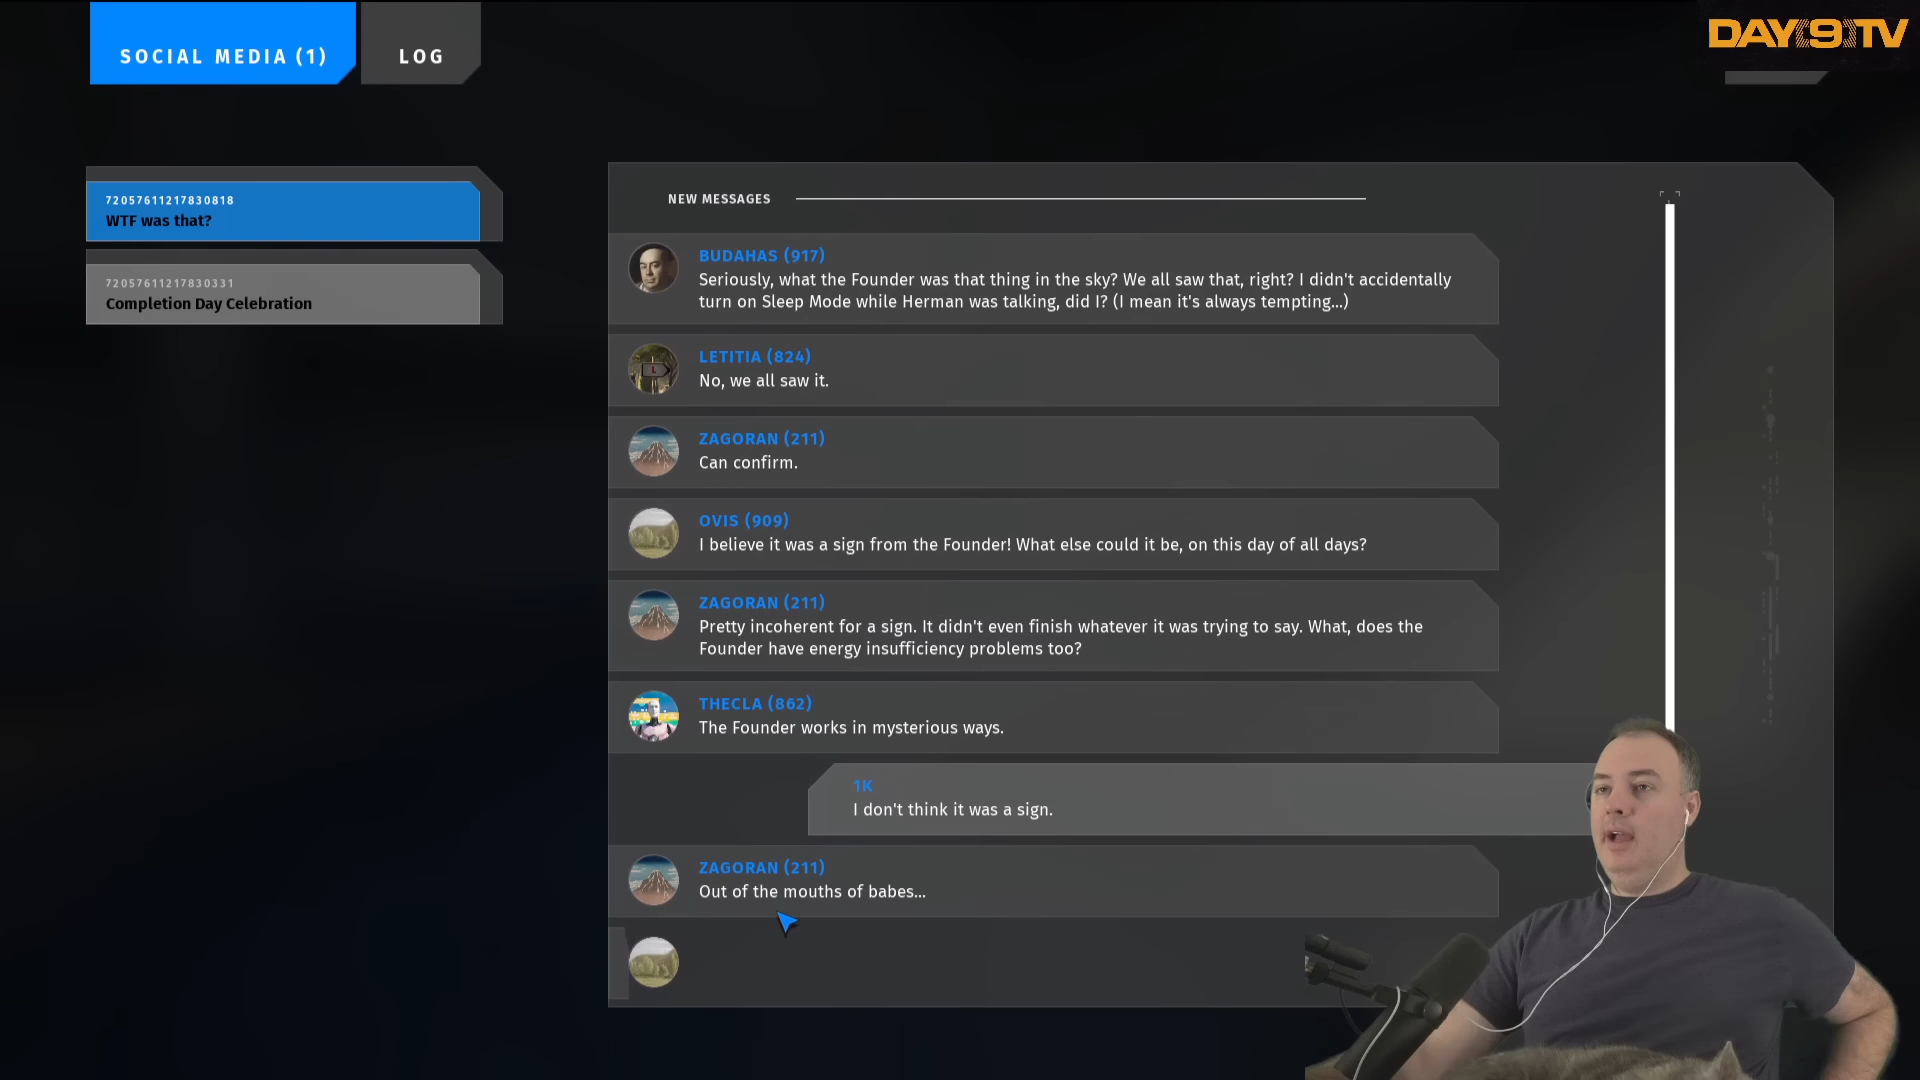 SOCIAL MEDIA (1)
LOG
DAY[9]TV
72057611217830818
WTF was that?
72057611217830331
Completion Day Celebration
NEW MESSAGES
BUDAHAS (917)
Seriously, what the Founder was that thing in the sky? We all saw that, right? I didn't accidentally
turn on Sleep Mode while Herman was talking, did I? (I mean it's always tempting...)
LETITIA (824)
No, we all saw it.
ZAGORAN (211)
Can confirm.
OVIS (909)
I believe it was a sign from the Founder! What else could it be, on this day of all days?
ZAGORAN (211)
Pretty incoherent for a sign. It didn't even finish whatever it was trying to say. What, does the
Founder have energy insufficiency problems too?
THECLA (862)
The Founder works in mysterious ways.
1K
I don't think it was a sign.
ZAGORAN (211)
Out of the mouths of babes...